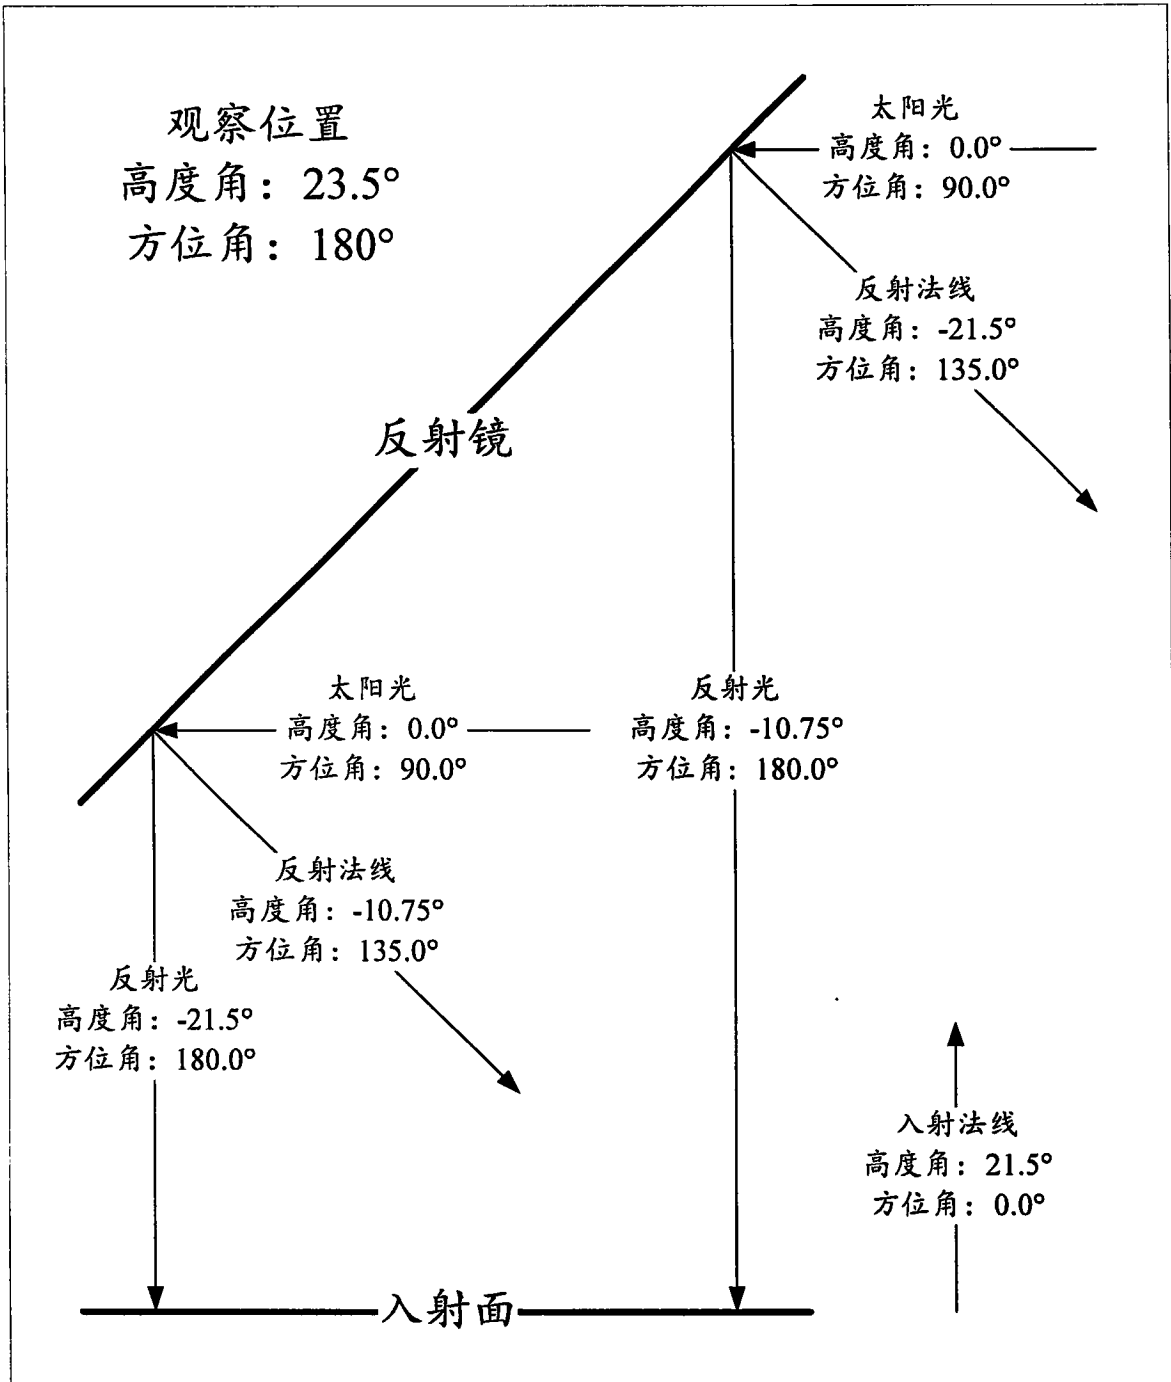 观察位置
高度角：23.5°
方位角：180°
太阳光
高度角：0.0°
方位角：90.0°
反射法线
高度角：-21.5°
方位角：135.0°
反射镜
太阳光
高度角：0.0°
方位角：90.0°
反射光
高度角：-10.75°
方位角：180.0°
反射法线
高度角：-10.75°
方位角：135.0°
反射光
高度角：-21.5°
方位角：180.0°
入射法线
高度角：21.5°
方位角：0.0°
入射面